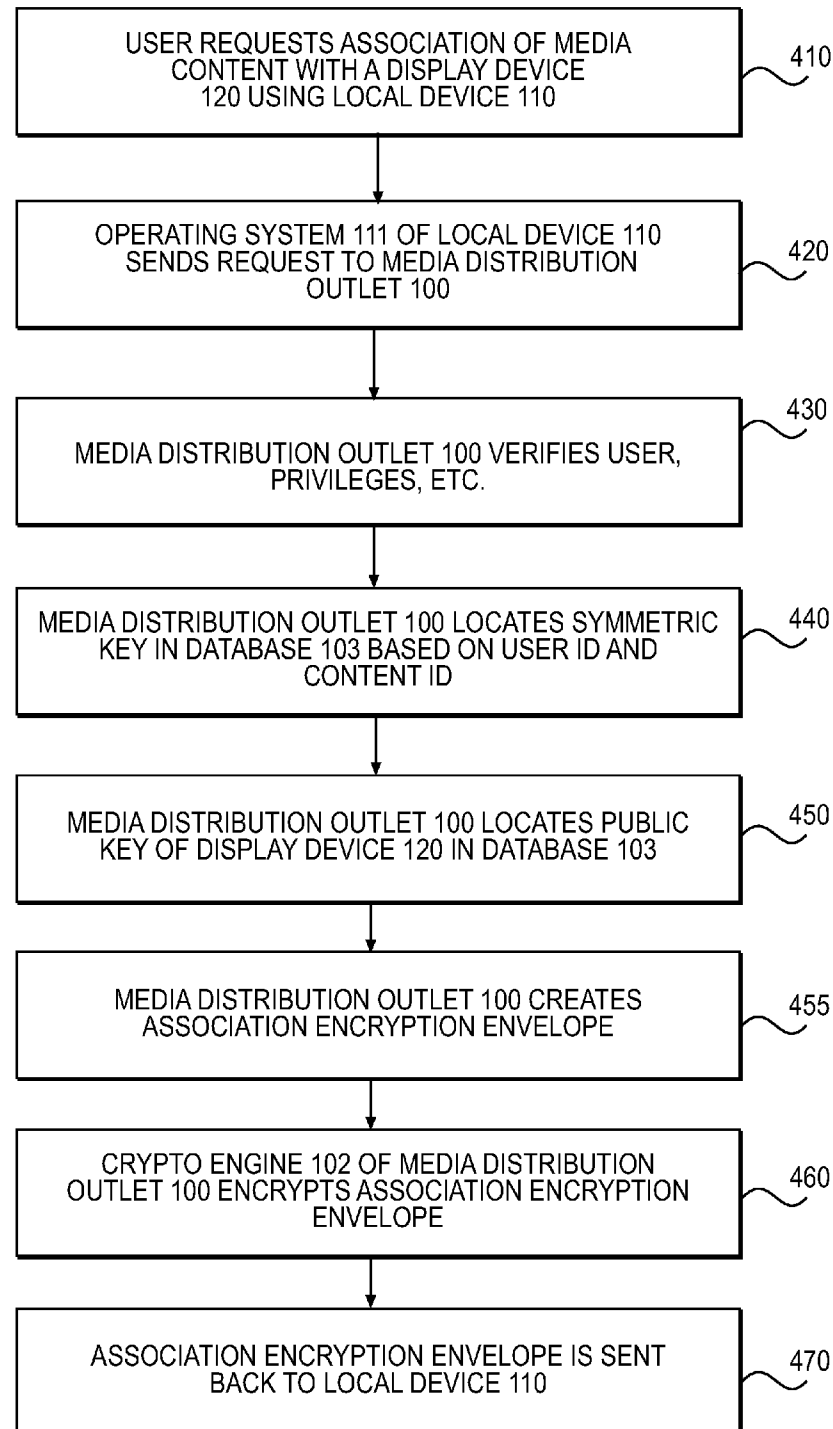 USER REQUESTS ASSOCIATION OF MEDIA
CONTENT WITH A DISPLAY DEVICE
120 USING LOCAL DEVICE 110
410
OPERATING SYSTEM 111 OF LOCAL DEVICE 110
SENDS REQUEST TO MEDIA DISTRIBUTION
OUTLET 100
420
MEDIA DISTRIBUTION OUTLET 100 VERIFIES USER,
PRIVILEGES, ETC.
430
MEDIA DISTRIBUTION OUTLET 100 LOCATES SYMMETRIC
KEY IN DATABASE 103 BASED ON USER ID AND
CONTENT ID
440
MEDIA DISTRIBUTION OUTLET 100 LOCATES PUBLIC
KEY OF DISPLAY DEVICE 120 IN DATABASE 103
450
MEDIA DISTRIBUTION OUTLET 100 CREATES
ASSOCIATION ENCRYPTION ENVELOPE
455
CRYPTO ENGINE 102 OF MEDIA DISTRIBUTION
OUTLET 100 ENCRYPTS ASSOCIATION ENCRYPTION
ENVELOPE
460
ASSOCIATION ENCRYPTION ENVELOPE IS SENT
BACK TO LOCAL DEVICE 110
470